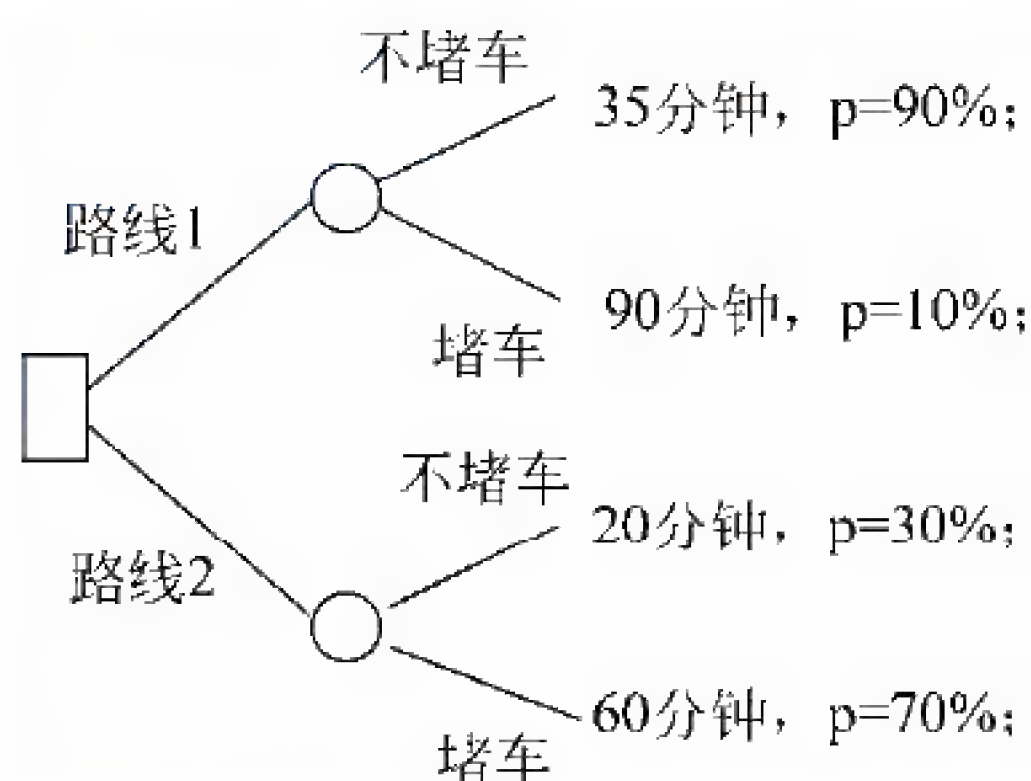 不堵车
35分钟，p=90%；
路线1
90分钟，p=10%；
堵车
不堵车
20分钟，p=30%；
路线2
60分钟，p=70%；
堵车